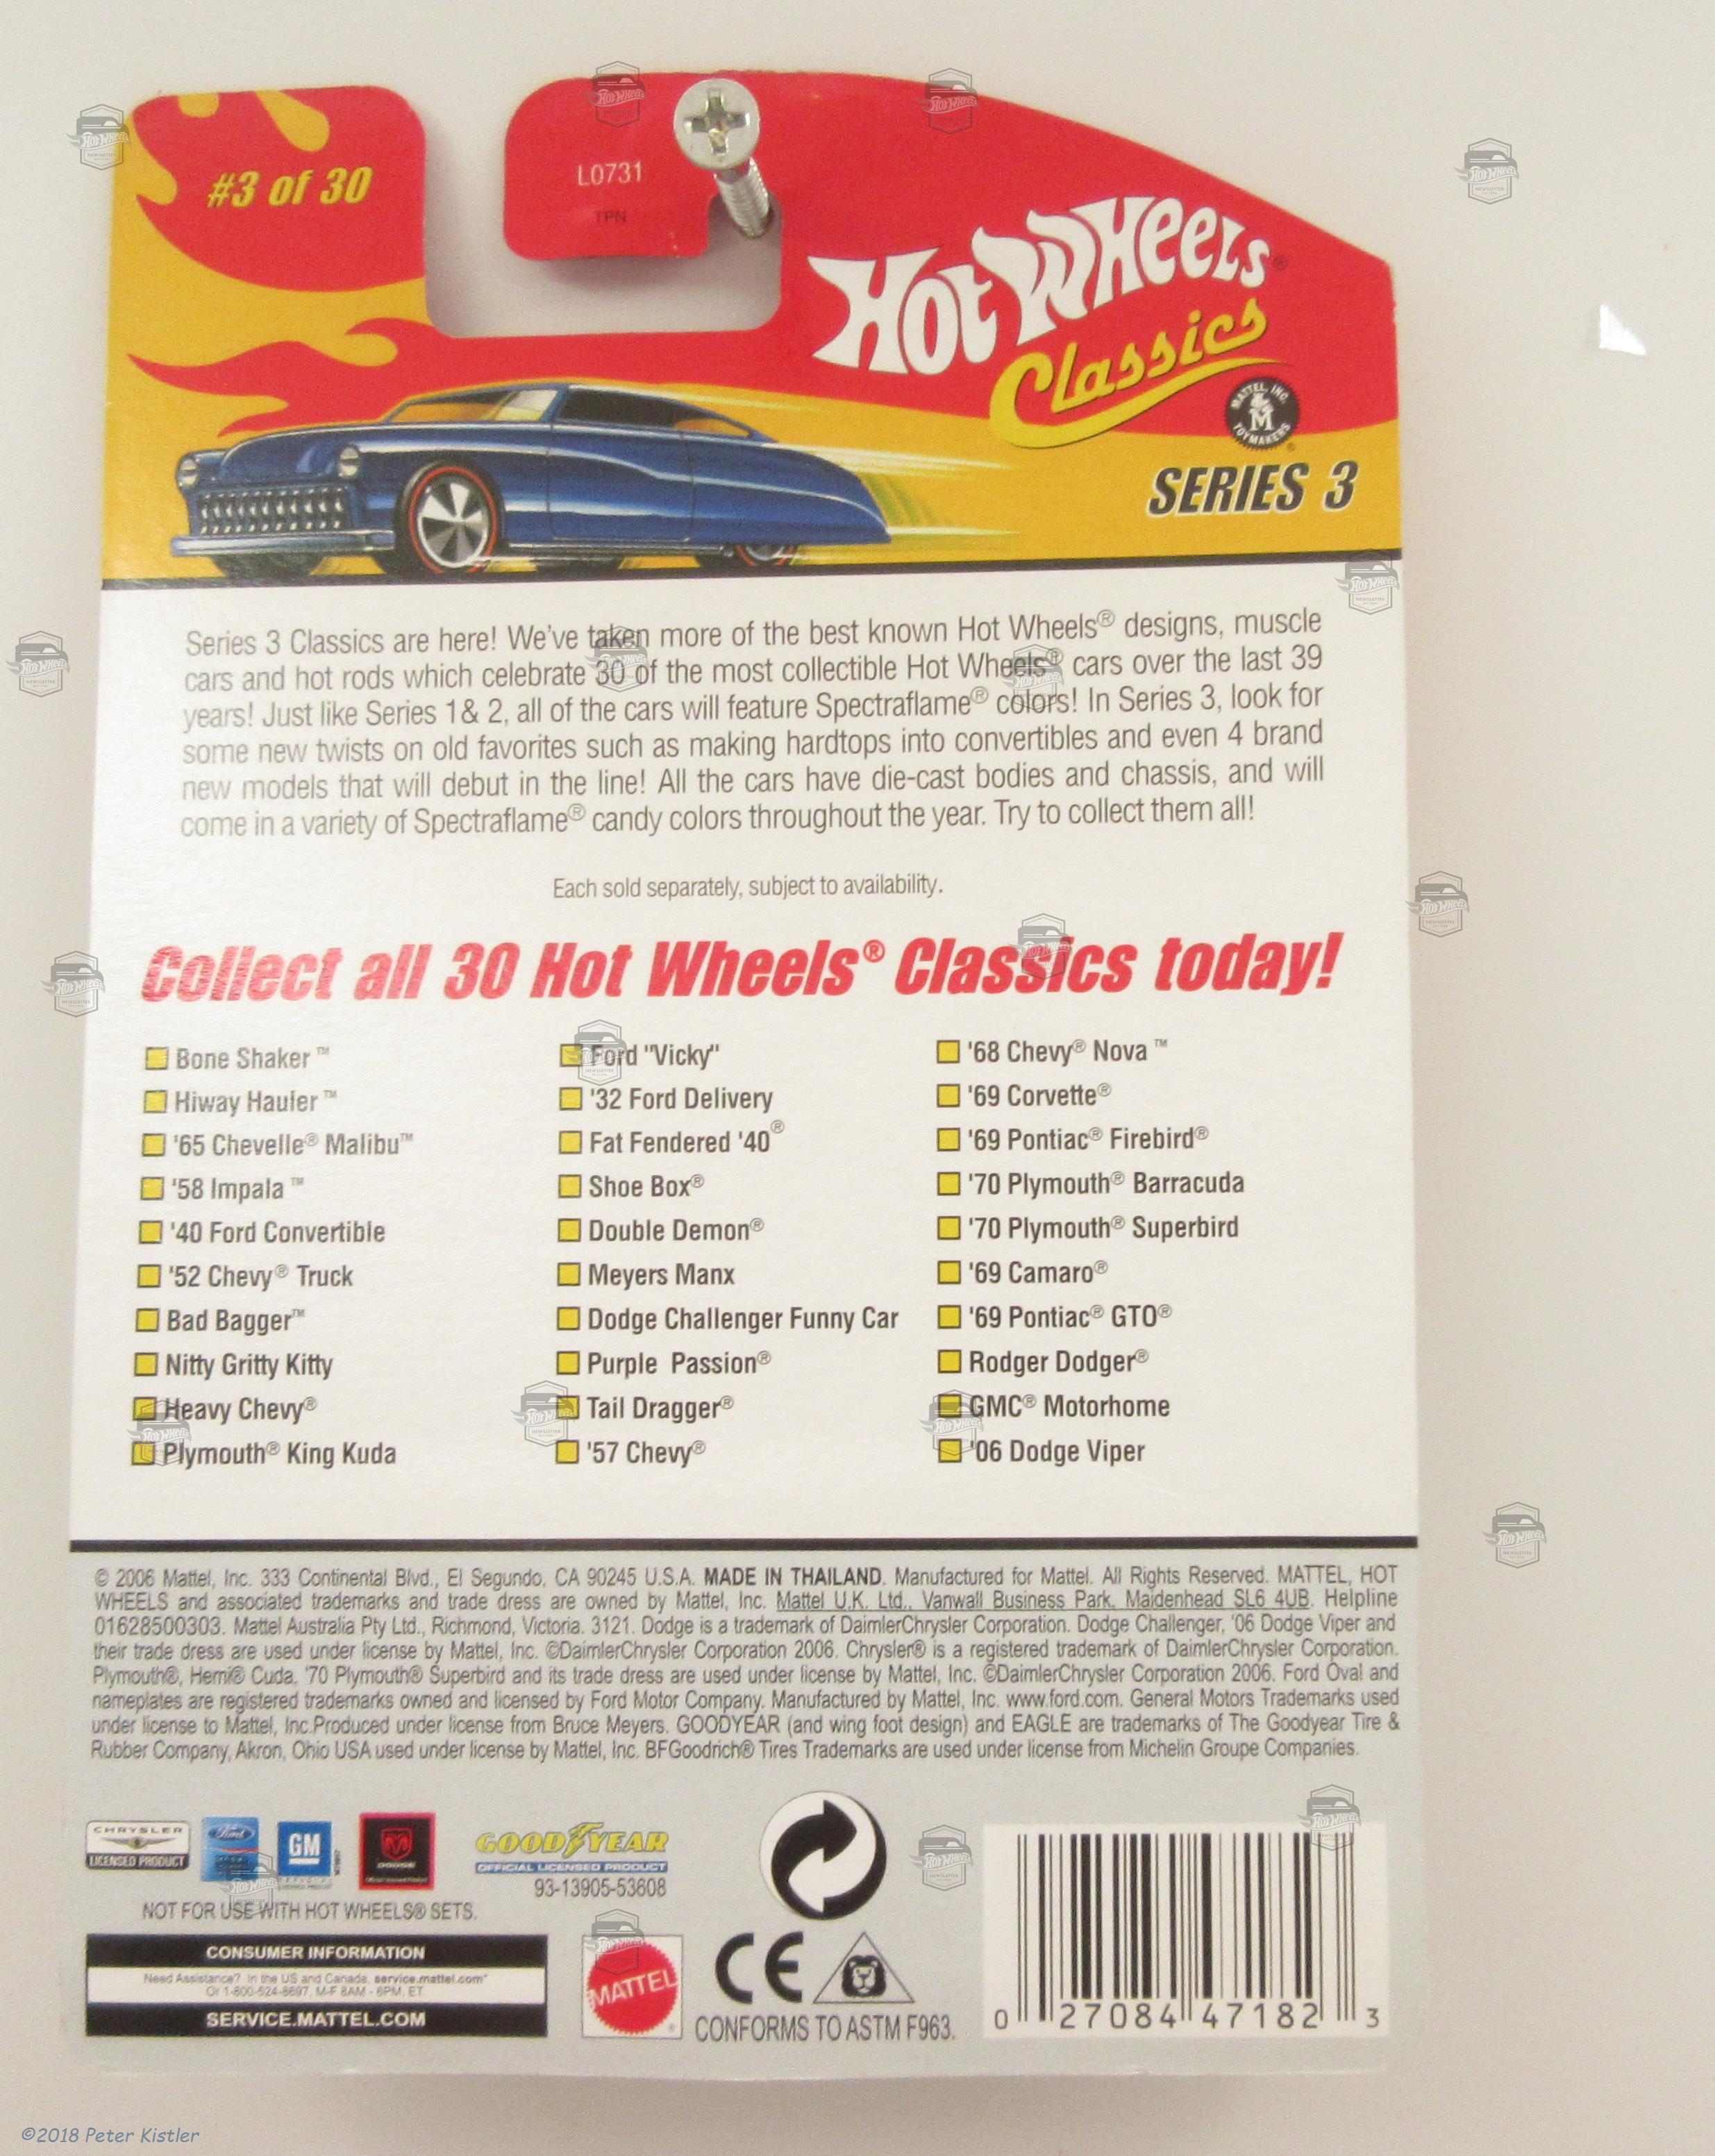 #3 of 30
L0731
TPN
Hot Wheels®
Classics
MATTEL, INC.
TOYMAKERS
SERIES 3
Series 3 Classics are here! We've taken more of the best known Hot Wheels® designs, muscle
cars and hot rods which celebrate 30 of the most collectible Hot Wheels® cars over the last 39
years! Just like Series 1& 2, all of the cars will feature Spectraflame® colors! In Series 3, look for
some new twists on old favorites such as making hardtops into convertibles and even 4 brand
new models that will debut in the line! All the cars have die-cast bodies and chassis, and will
come in a variety of Spectraflame® candy colors throughout the year. Try to collect them all!
Each sold separately, subject to availability.
Collect all 30 Hot Wheels® Classics today!
Bone Shaker™
Hiway Hauler™
'65 Chevelle® Malibu™
'58 Impala™
'40 Ford Convertible
'52 Chevy® Truck
Bad Bagger™
Nitty Gritty Kitty
Heavy Chevy®
Plymouth® King Kuda
Ford "Vicky"
'32 Ford Delivery
Fat Fendered '40®
Shoe Box®
Double Demon®
Meyers Manx
Dodge Challenger Funny Car
Purple Passion®
Tail Dragger®
'57 Chevy®
'68 Chevy® Nova™
'69 Corvette®
'69 Pontiac® Firebird®
'70 Plymouth® Barracuda
'70 Plymouth® Superbird
'69 Camaro®
'69 Pontiac® GTO®
Rodger Dodger®
GMC® Motorhome
'06 Dodge Viper
© 2006 Mattel, Inc. 333 Continental Blvd., El Segundo, CA 90245 U.S.A. MADE IN THAILAND. Manufactured for Mattel. All Rights Reserved. MATTEL, HOT
WHEELS and associated trademarks and trade dress are owned by Mattel, Inc. Mattel U.K. Ltd., Vanwall Business Park, Maidenhead SL6 4UB. Helpline
01628500303. Mattel Australia Pty Ltd., Richmond, Victoria. 3121. Dodge is a trademark of DaimlerChrysler Corporation. Dodge Challenger, '06 Dodge Viper and
their trade dress are used under license by Mattel, Inc. ©DaimlerChrysler Corporation 2006. Chrysler® is a registered trademark of DaimlerChrysler Corporation.
Plymouth®, Hemi® Cuda, '70 Plymouth® Superbird and its trade dress are used under license by Mattel, Inc. ©DaimlerChrysler Corporation 2006. Ford Oval and
nameplates are registered trademarks owned and licensed by Ford Motor Company. Manufactured by Mattel, Inc. www.ford.com. General Motors Trademarks used
under license to Mattel, Inc.Produced under license from Bruce Meyers. GOODYEAR (and wing foot design) and EAGLE are trademarks of The Goodyear Tire &
Rubber Company, Akron, Ohio USA used under license by Mattel, Inc. BFGoodrich® Tires Trademarks are used under license from Michelin Groupe Companies.
CHRYSLER
LICENSED PRODUCT
Ford
GM
DODGE
GOODYEAR
OFFICIAL LICENSED PRODUCT
93-13905-53608
NOT FOR USE WITH HOT WHEELS® SETS.
CONSUMER INFORMATION
Need Assistance? In the US and Canada, service.mattel.com
Or 1-800-524-8697, M-F 8AM - 6PM, ET.
SERVICE.MATTEL.COM
MATTEL
CE
CONFORMS TO ASTM F963.
0 27084 47182 3
©2018 Peter Kistler